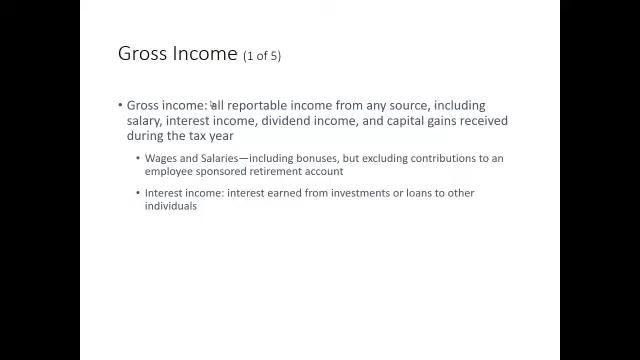 Gross Income (1 of 5)
• Gross income: all reportable income from any source, including
salary, interest income, dividend income, and capital gains received
during the tax year
• Wages and Salaries—including bonuses, but excluding contributions to an
employee sponsored retirement account
• Interest income: interest earned from investments or loans to other
individuals